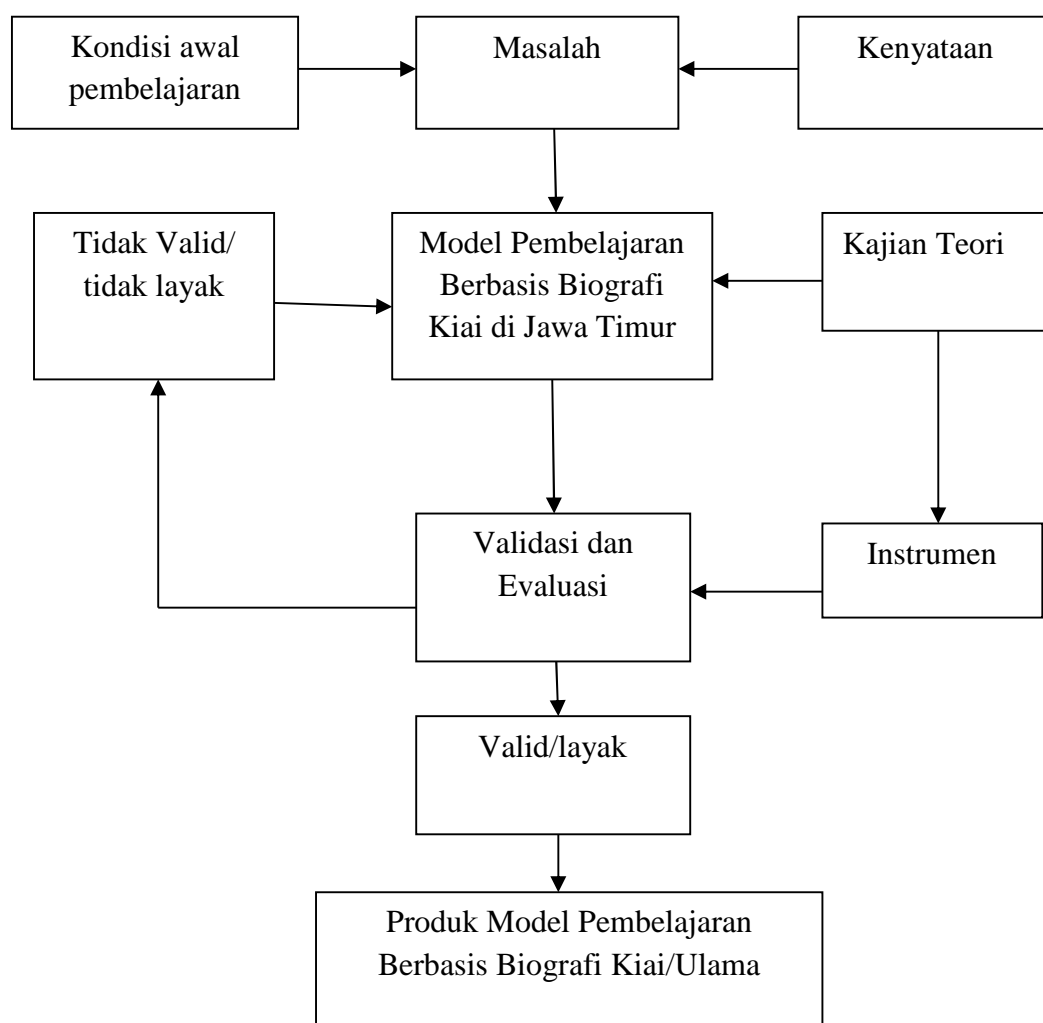 Kondisi awal
pembelajaran
Masalah
Kenyataan
Tidak Valid/
tidak layak
Model Pembelajaran
Berbasis Biografi
Kiai di Jawa Timur
Kajian Teori
Validasi dan
Evaluasi
Instrumen
Valid/layak
Produk Model Pembelajaran
Berbasis Biografi Kiai/Ulama